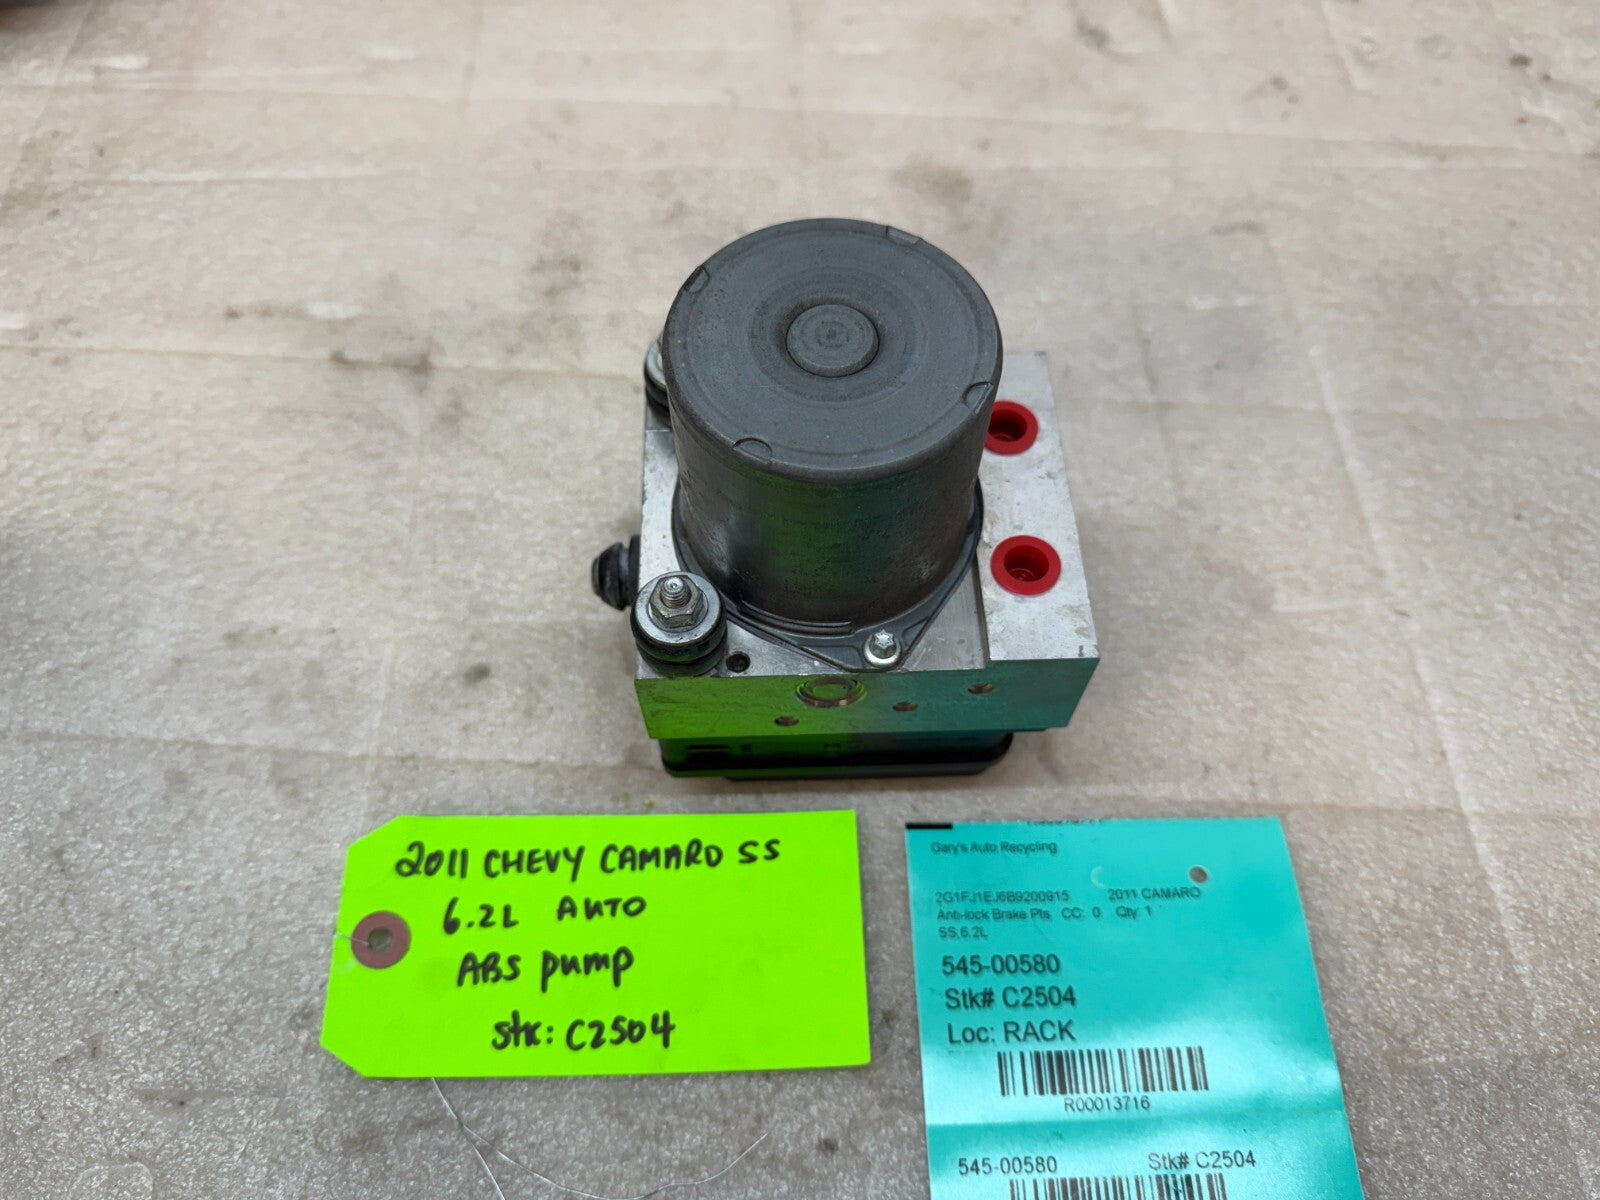 2011 CHEVY CAMARO SS
6.2L AUTO
ABS pump
stk: C2504
Gary's Auto Recycling
2G1FJ1EJ6B9200915 2011 CAMARO
Anti-lock Brake Pts CC: 0 Qty: 1
SS,6.2L
545-00580
Stk# C2504
Loc: RACK
R00013716
545-00580 Stk# C2504